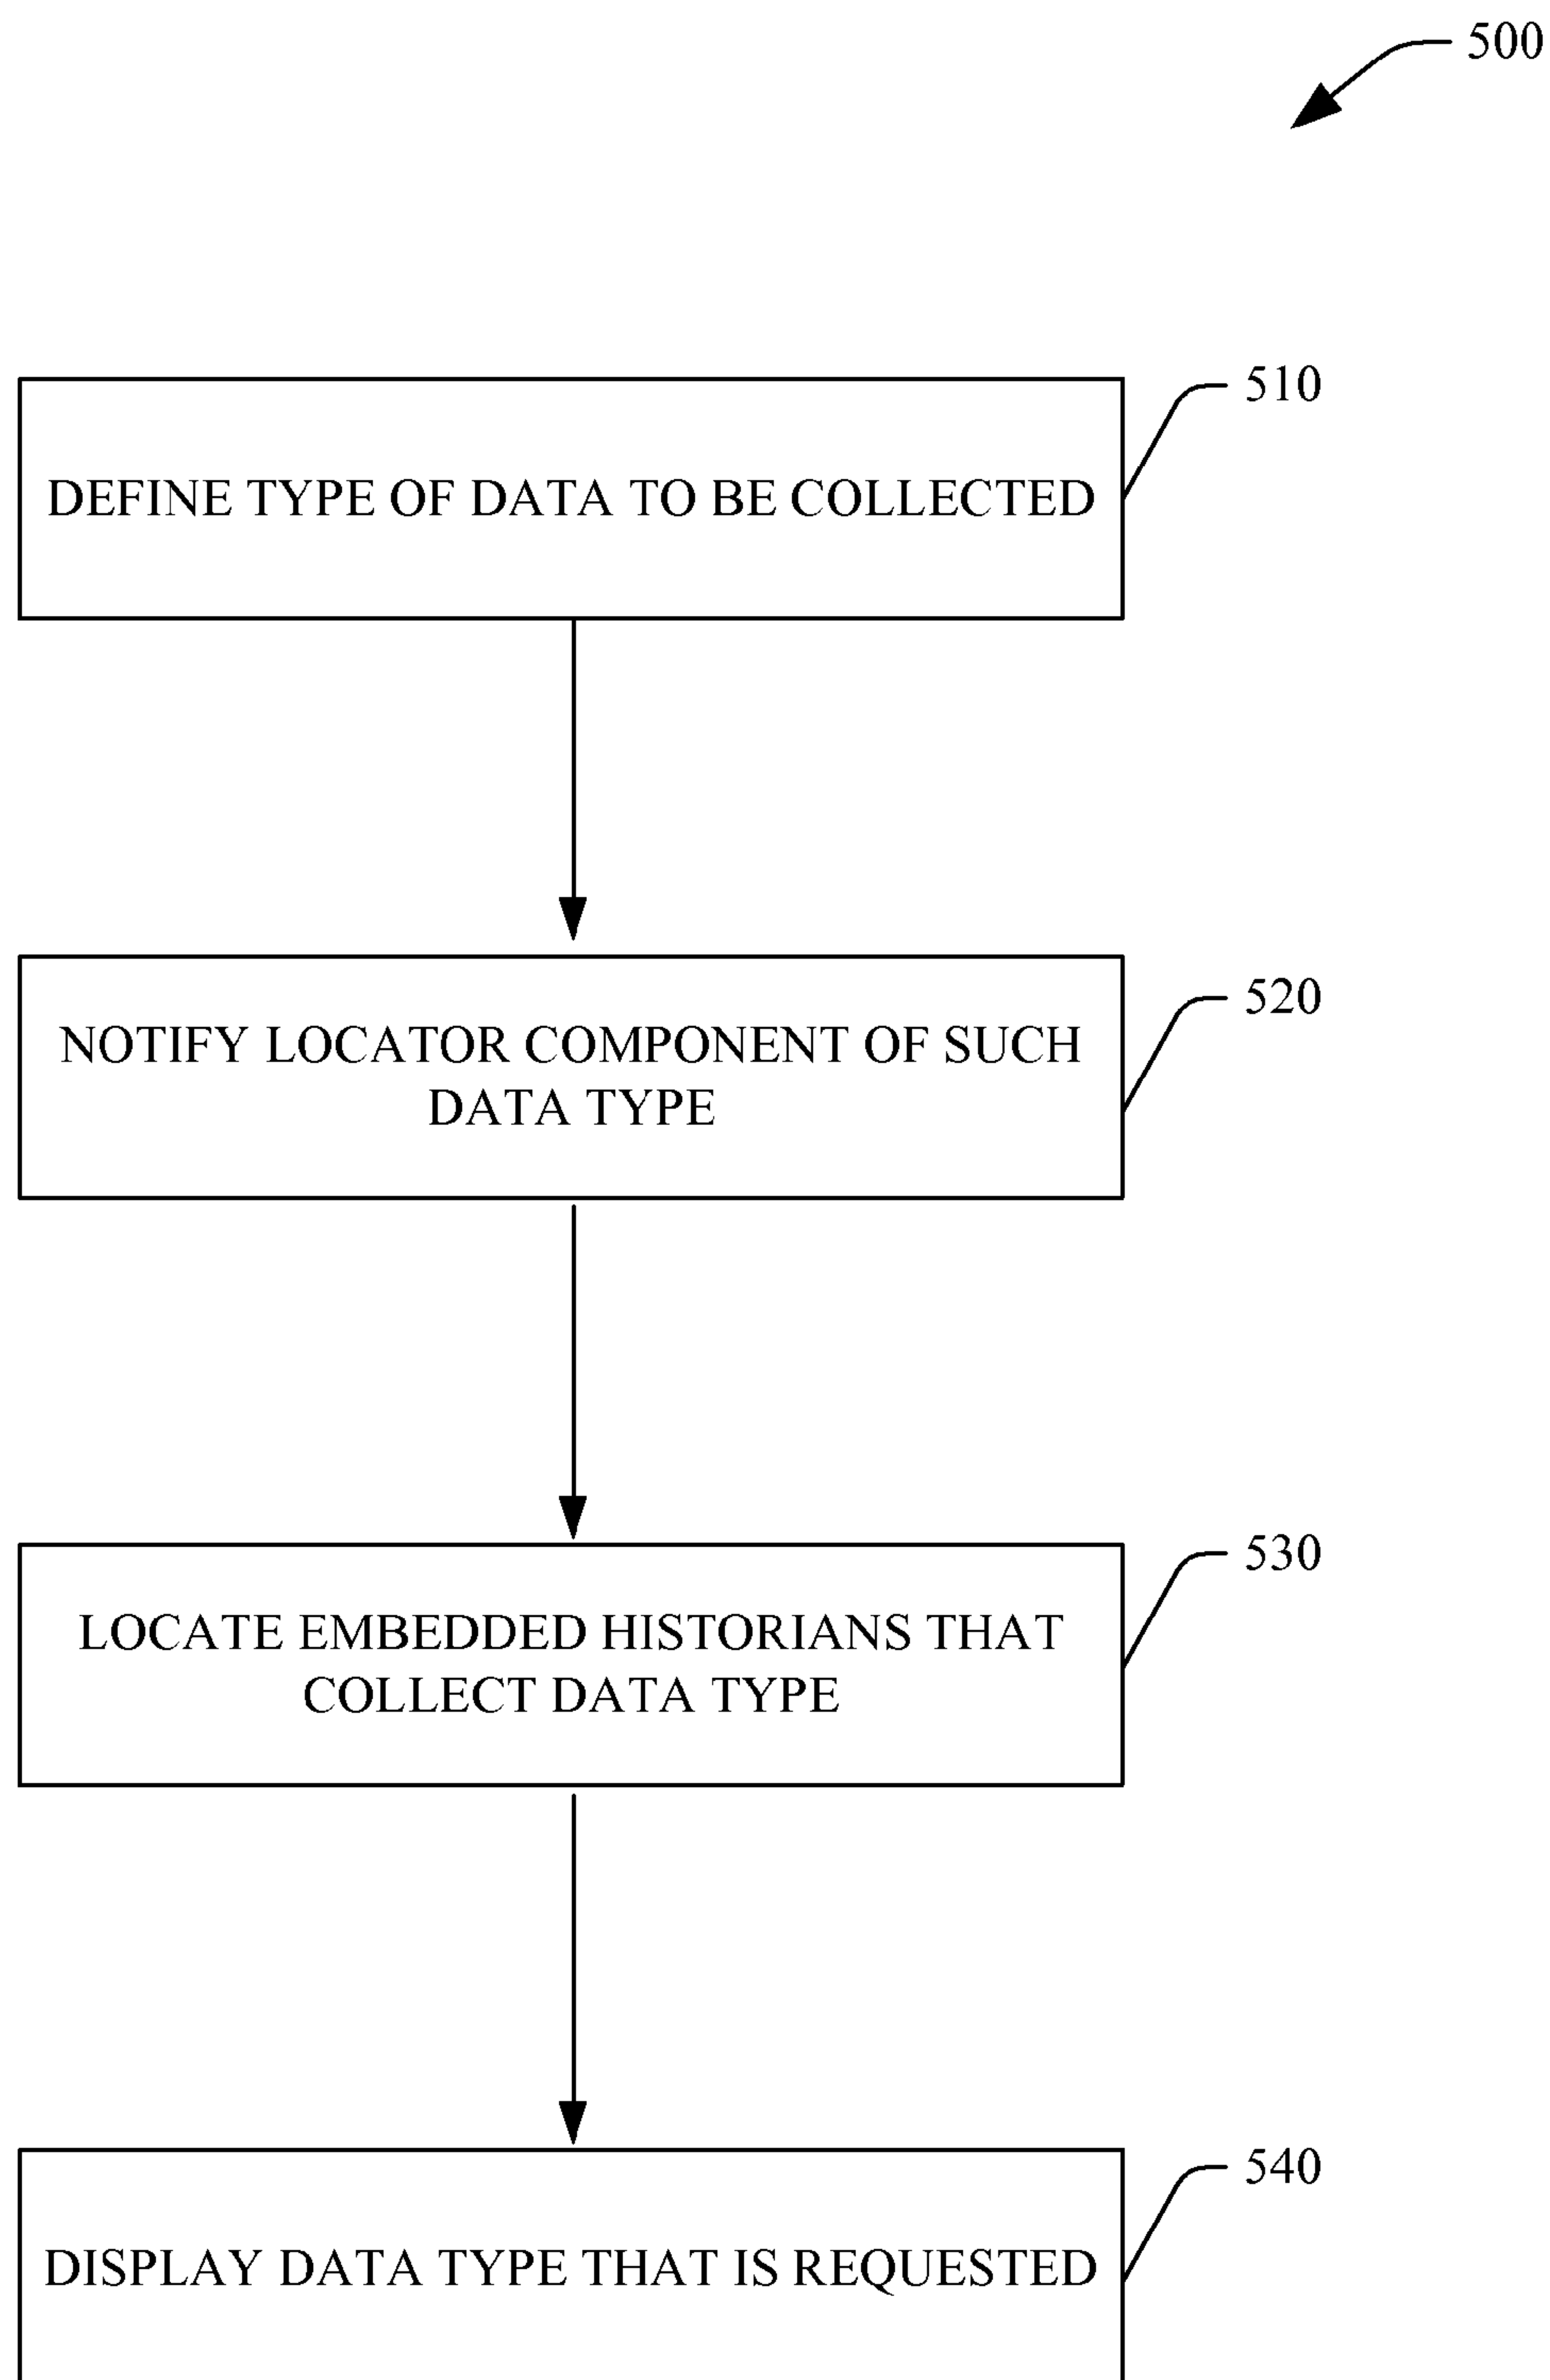 500
510
DEFINE TYPE OF DATA TO BE COLLECTED
520
NOTIFY LOCATOR COMPONENT OF SUCH
DATA TYPE
530
LOCATE EMBEDDED HISTORIANS THAT
COLLECT DATA TYPE
540
DISPLAY DATA TYPE THAT IS REQUESTED